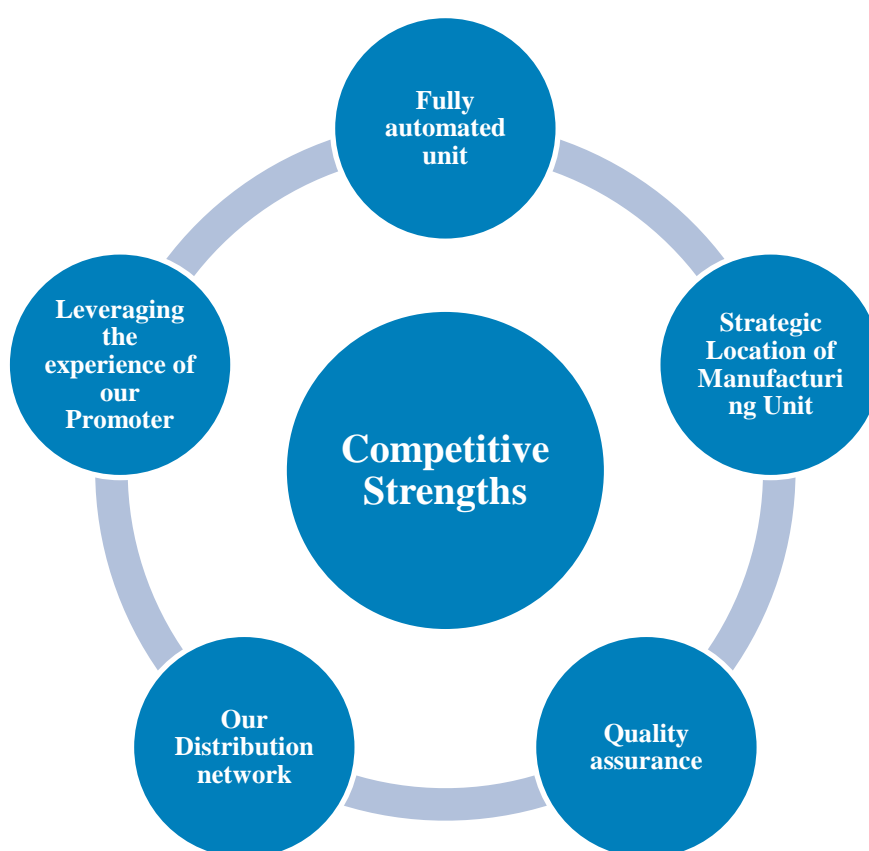 Fully
automated
unit
Strategic
Location of
Manufacturi
ng Unit
Quality
assurance
Our
Distribution
network
Leveraging
the
experience of
our
Promoter
Competitive
Strengths